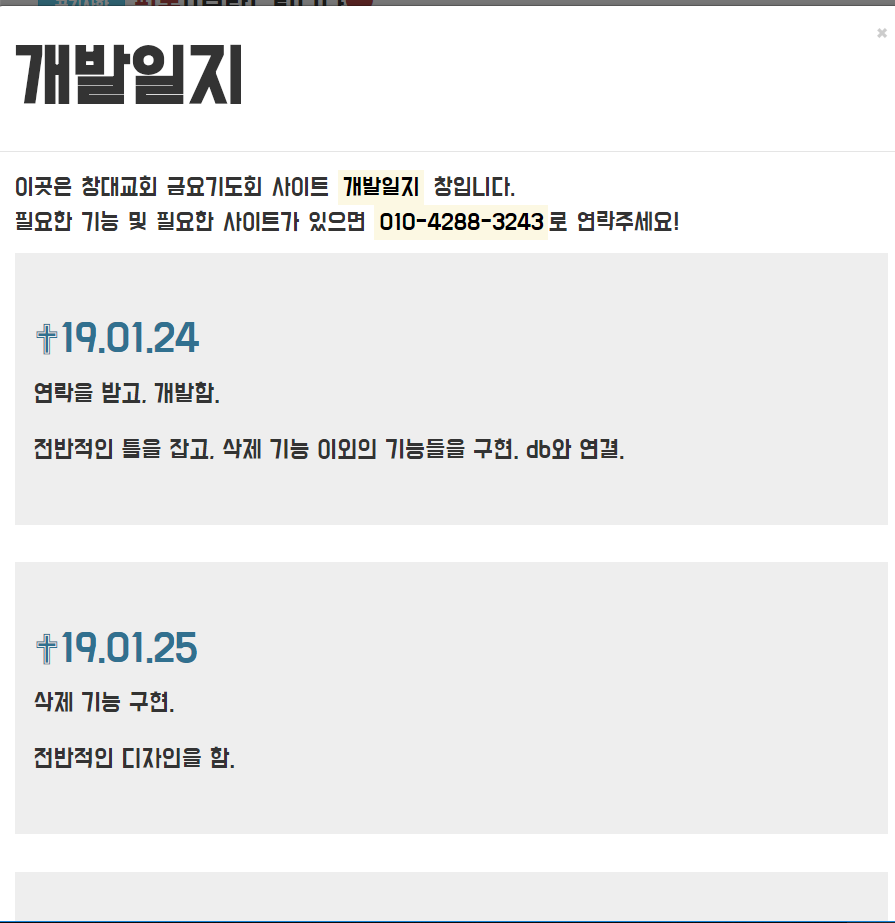 개발일지
이곳은 창대교회 금요기도회 사이트 개발일지 창입니다.
필요한 기능 및 필요한 사이트가 있으면 010-4288-3243로 연락주세요!
19.01.24
연락을 받고, 개발함.
전반적인 틀을 잡고, 삭제 기능 이외의 기능들을 구현. db와 연결.
19.01.25
삭제 기능 구현.
전반적인 디자인을 함.